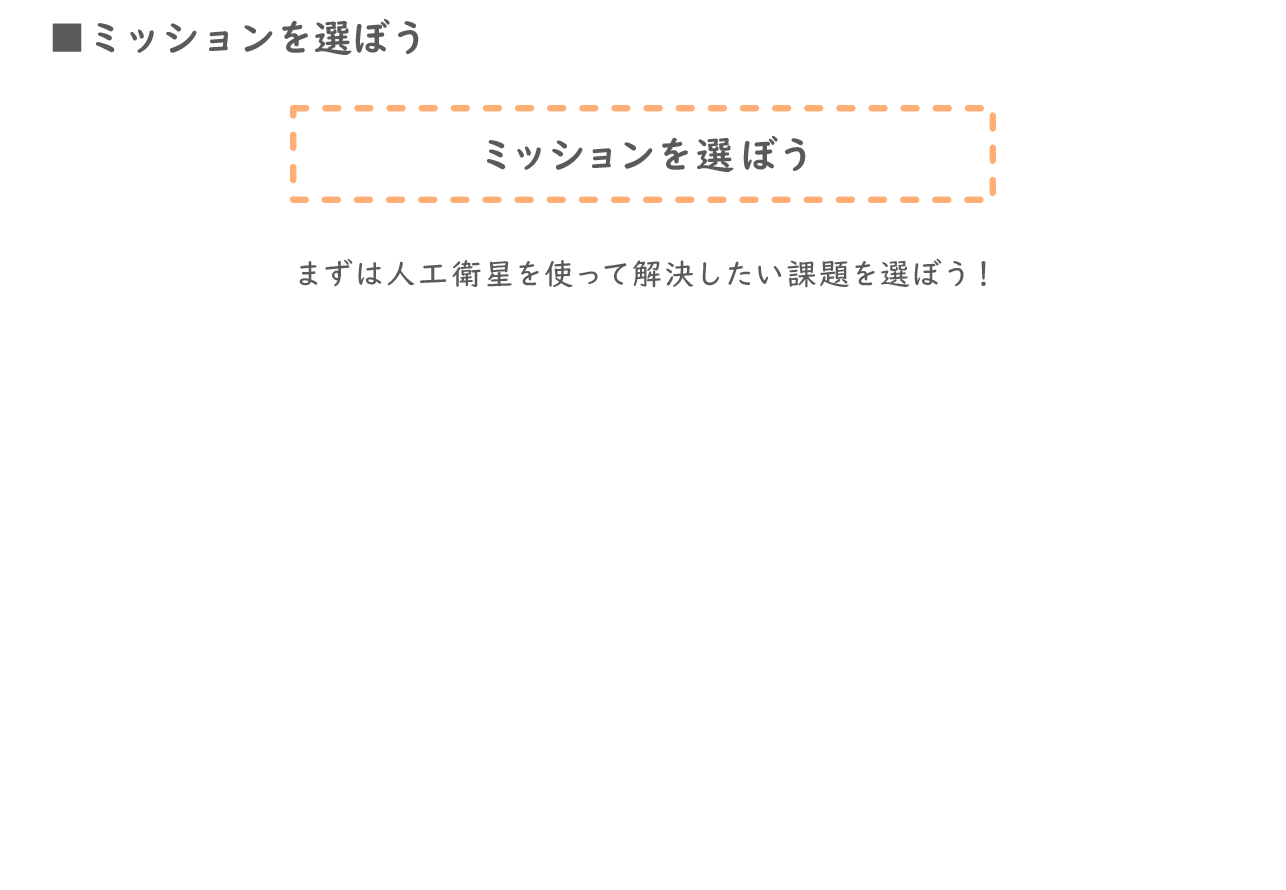 ■ミッションを選ぼう
ミッションを選ぼう
まずは人工衛星を使って解決したい課題を選ぼう！